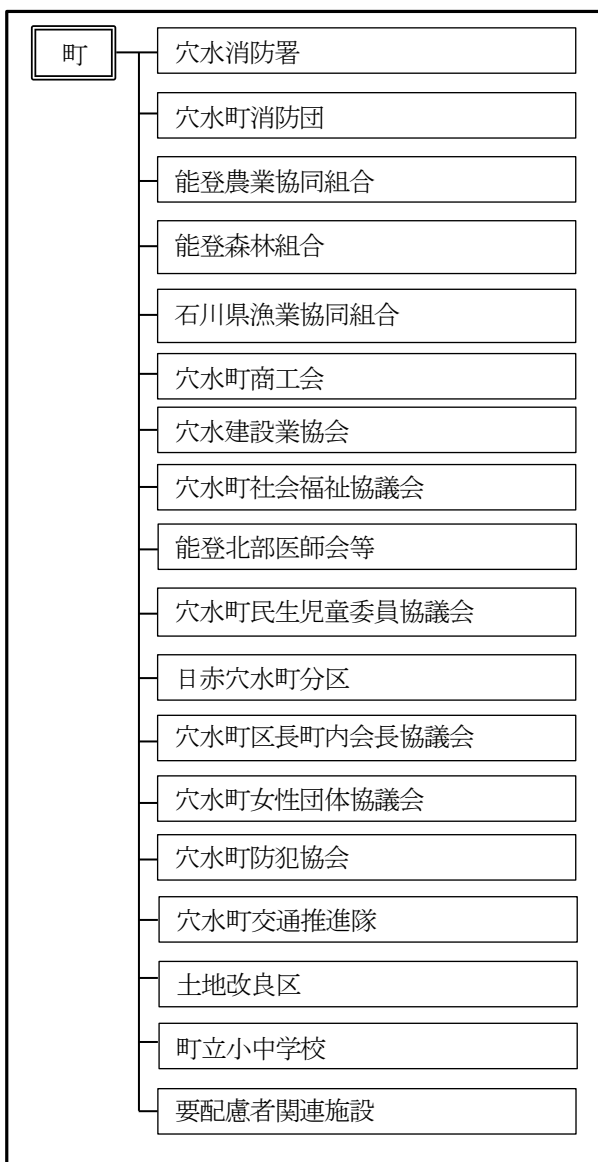 町
穴水消防署
穴水町消防団
能登農業協同組合
能登森林組合
石川県漁業協同組合
穴水町商工会
穴水建設業協会
穴水町社会福祉協議会
能登北部医師会等
穴水町民生児童委員協議会
日赤穴水町分区
穴水町区長町内会長協議会
穴水町女性団体協議会
穴水町防犯協会
穴水町交通推進隊
土地改良区
町立小中学校
要配慮者関連施設